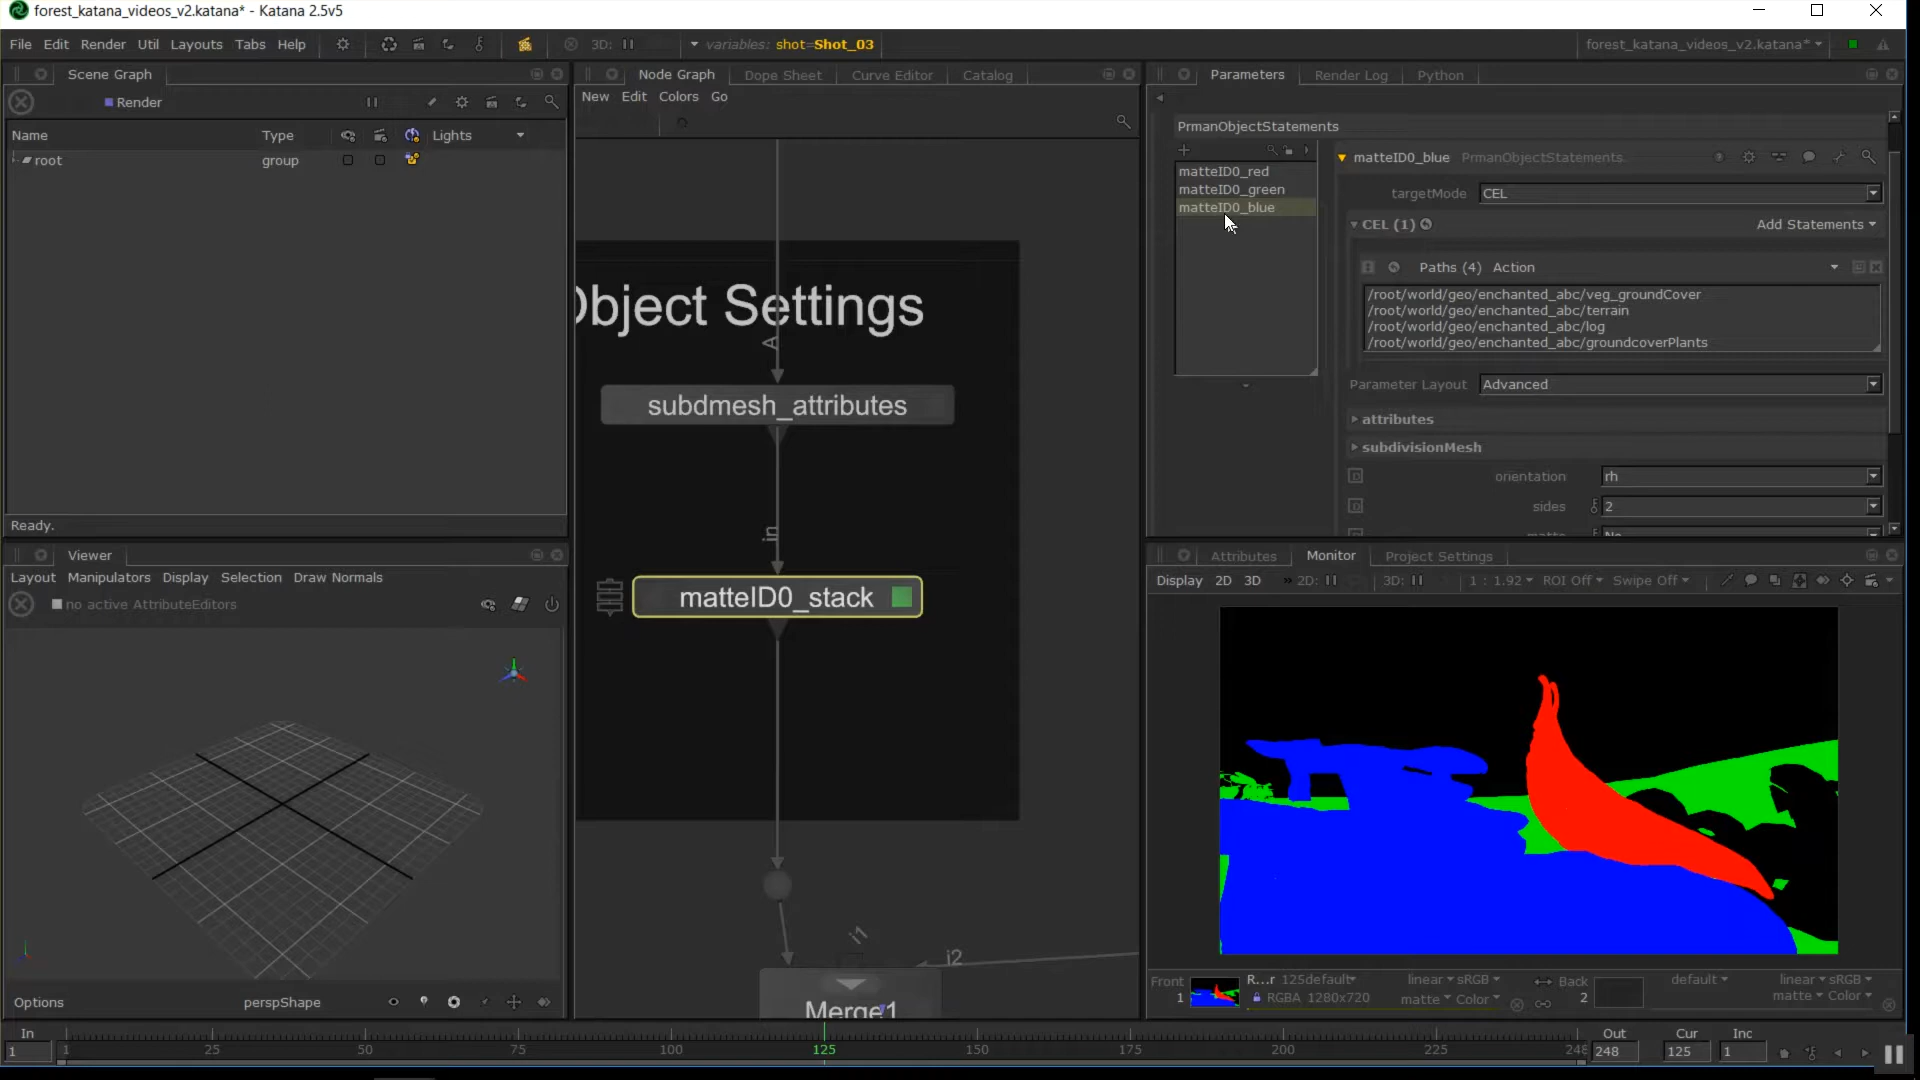 forest_katana_videos_v2.katana* - Katana 2.5v5
File Edit Render Util Layouts Tabs Help
3:D: variables: shot=Shot_03
forest_katana_videos_v2.katana*
Scene Graph
Render
Name Type Lights
root group
Ready.
Viewer
Layout Manipulators Display Selection Draw Normals
no active AttributeEditors
Options perspShape
Node Graph Dope Sheet Curve Editor Catalog
New Edit Colors Go
Object Settings
A
subdmesh_attributes
in
matteID0_stack
i1
i2
Merge1
Parameters Render Log Python
PrmanObjectStatements
matteID0_red
matteID0_green
matteID0_blue
matteID0_blue PrmanObjectStatements
targetMode CEL
CEL (1) Add Statements
Paths (4) Action
/root/world/geo/enchanted_abc/veg_groundCover
/root/world/geo/enchanted_abc/terrain
/root/world/geo/enchanted_abc/log
/root/world/geo/enchanted_abc/groundcoverPlants
Parameter Layout Advanced
attributes
subdivisionMesh
orientation rh
sides 2
matte No
Attributes Monitor Project Settings
Display 2D 3D » 2D: 3D: 1 : 1.92 ROI Off Swipe Off
Front R...r 125default linear sRGB Back default linear sRGB
1 RGBA 1280x720 matte Color 2 matte Color
In Out Cur Inc
1 1 25 50 75 100 125 150 175 200 225 248 248 125 1